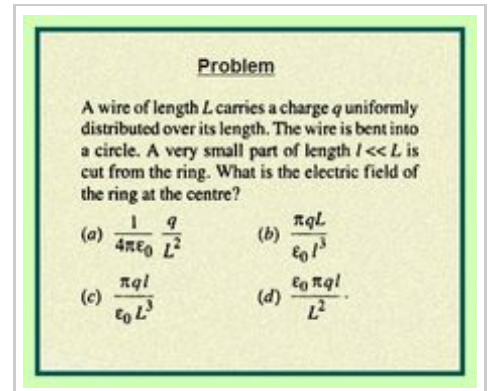 Problem
A wire of length L carries a charge q uniformly
distributed over its length. The wire is bent into
a circle. A very small part of length l << L is
cut from the ring. What is the electric field of
the ring at the centre?
(a) 1/(4πε₀) q/L² (b) πqL/(ε₀l³)
(c) πql/(ε₀L³) (d) ε₀πql/L² .